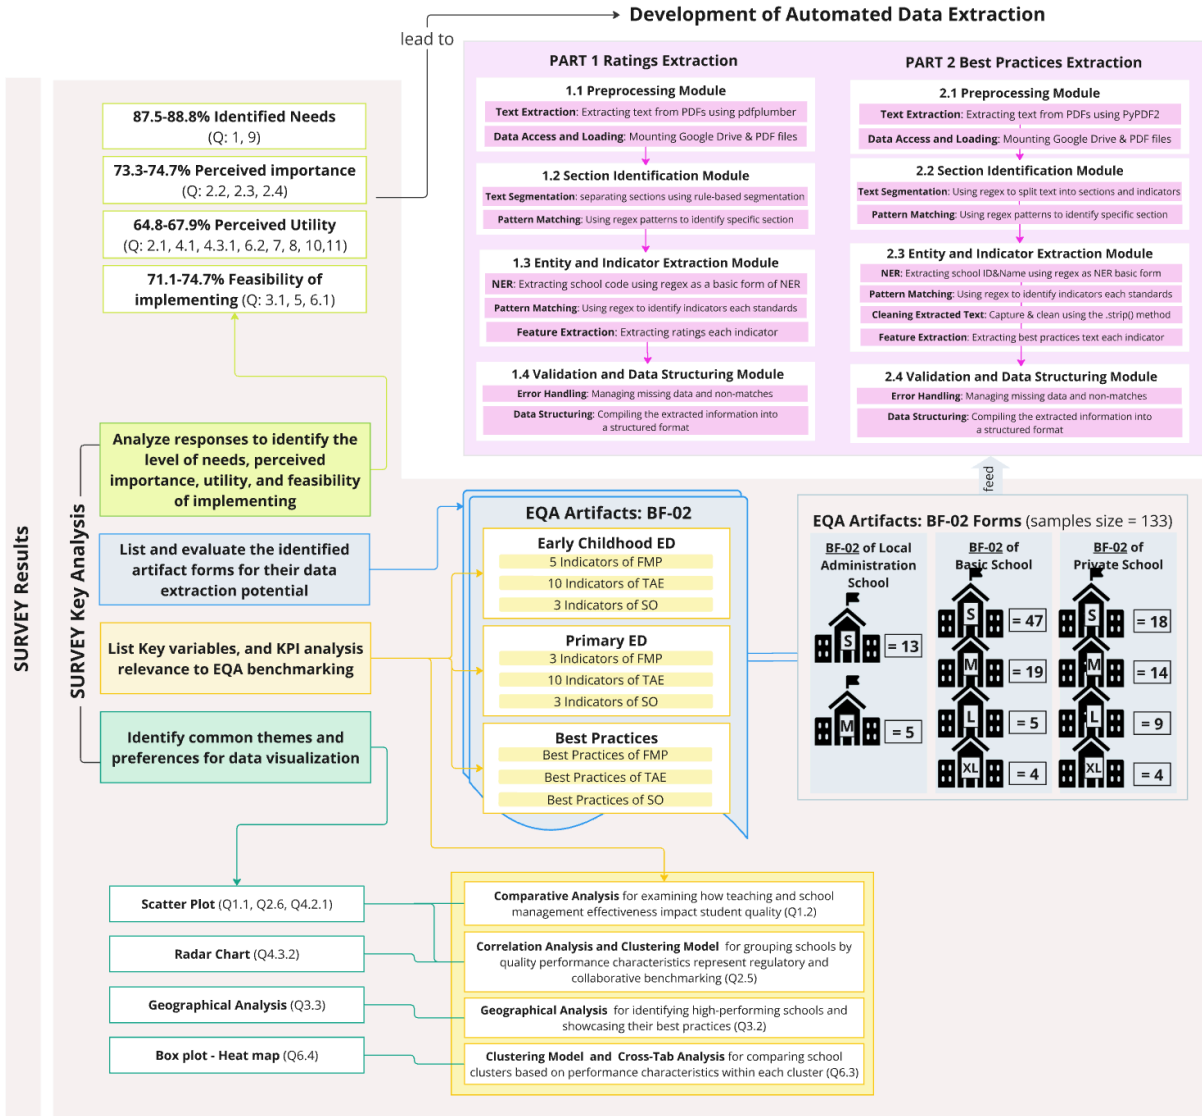 Development of Automated Data Extraction
lead to
SURVEY Results
SURVEY Key Analysis
87.5-88.8% Identified Needs
(Q: 1, 9)
73.3-74.7% Perceived importance
(Q: 2.2, 2.3, 2.4)
64.8-67.9% Perceived Utility
(Q: 2.1, 4.1, 4.3.1, 6.2, 7, 8, 10,11)
71.1-74.7% Feasibility of
implementing (Q: 3.1, 5, 6.1)
Analyze responses to identify the
level of needs, perceived
importance, utility, and feasibility
of implementing
List and evaluate the identified
artifact forms for their data
extraction potential
List Key variables, and KPI analysis
relevance to EQA benchmarking
Identify common themes and
preferences for data visualization
PART 1 Ratings Extraction
1.1 Preprocessing Module
Text Extraction: Extracting text from PDFs using pdfplumber
Data Access and Loading: Mounting Google Drive & PDF files
1.2 Section Identification Module
Text Segmentation: separating sections using rule-based segmentation
Pattern Matching: Using regex patterns to identify specific section
1.3 Entity and Indicator Extraction Module
NER: Extracting school code using regex as a basic form of NER
Pattern Matching: Using regex to identify indicators each standards
Feature Extraction: Extracting ratings each indicator
1.4 Validation and Data Structuring Module
Error Handling: Managing missing data and non-matches
Data Structuring: Compiling the extracted information into
a structured format
PART 2 Best Practices Extraction
2.1 Preprocessing Module
Text Extraction: Extracting text from PDFs using PyPDF2
Data Access and Loading: Mounting Google Drive & PDF files
2.2 Section Identification Module
Text Segmentation: Using regex to split text into sections and indicators
Pattern Matching: Using regex patterns to identify specific section
2.3 Entity and Indicator Extraction Module
NER: Extracting school ID&Name using regex as NER basic form
Pattern Matching: Using regex to identify indicators each standards
Cleaning Extracted Text: Capture & clean using the .strip() method
Feature Extraction: Extracting best practices text each indicator
2.4 Validation and Data Structuring Module
Error Handling: Managing missing data and non-matches
Data Structuring: Compiling the extracted information into
a structured format
feed
EQA Artifacts: BF-02
Early Childhood ED
5 Indicators of FMP
10 Indicators of TAE
3 Indicators of SO
Primary ED
3 Indicators of FMP
10 Indicators of TAE
3 Indicators of SO
Best Practices
Best Practices of FMP
Best Practices of TAE
Best Practices of SO
EQA Artifacts: BF-02 Forms (samples size = 133)
BF-02 of Local
Administration
School
S = 13
M = 5
BF-02 of
Basic School
S = 47
M = 19
L = 5
XL = 4
BF-02 of
Private School
S = 18
M = 14
L = 9
XL = 4
Scatter Plot (Q1.1, Q2.6, Q4.2.1)
Radar Chart (Q4.3.2)
Geographical Analysis (Q3.3)
Box plot - Heat map (Q6.4)
Comparative Analysis for examining how teaching and school
management effectiveness impact student quality (Q1.2)
Correlation Analysis and Clustering Model for grouping schools by
quality performance characteristics represent regulatory and
collaborative benchmarking (Q2.5)
Geographical Analysis for identifying high-performing schools and
showcasing their best practices (Q3.2)
Clustering Model and Cross-Tab Analysis for comparing school
clusters based on performance characteristics within each cluster (Q6.3)